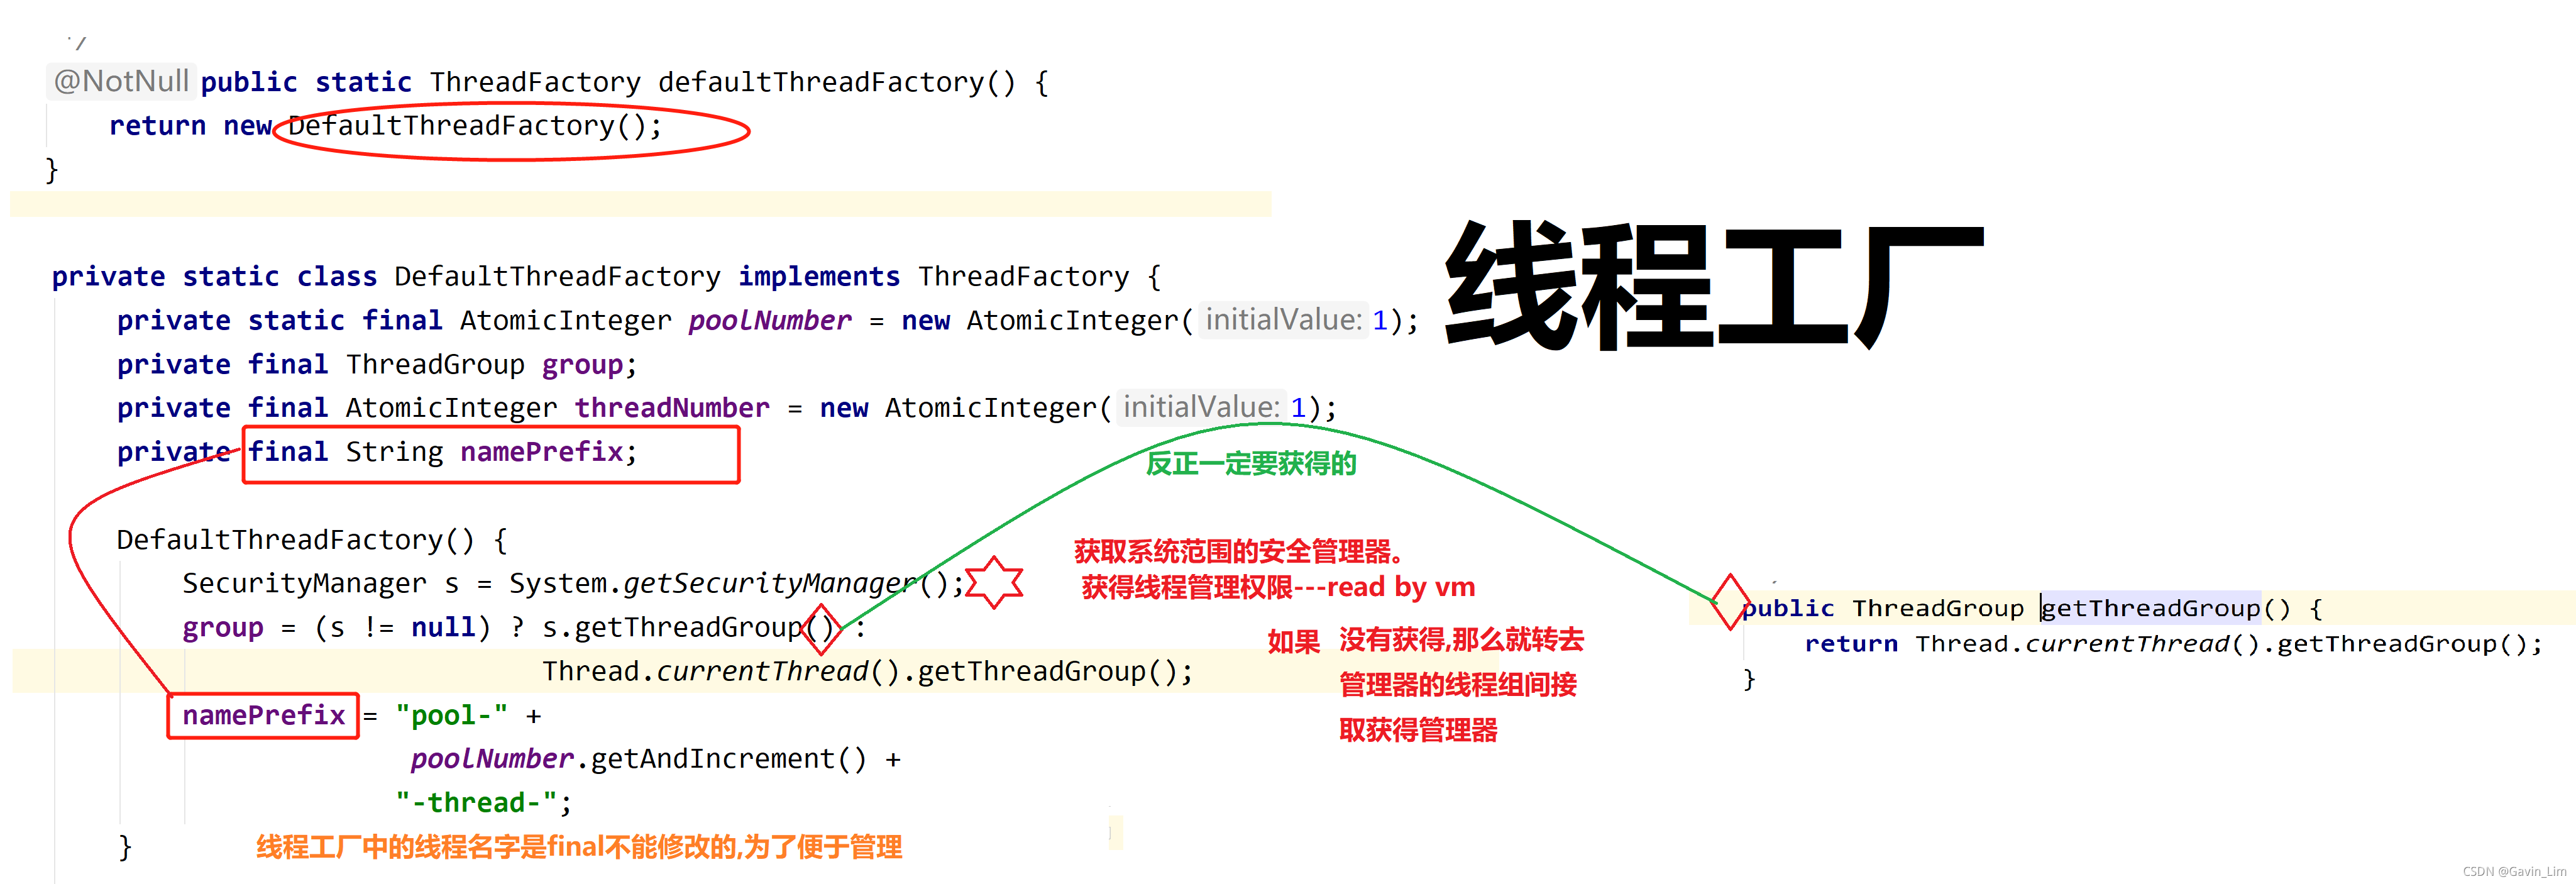 */
@NotNull public static ThreadFactory defaultThreadFactory() {
return new DefaultThreadFactory();
}
线程工厂
private static class DefaultThreadFactory implements ThreadFactory {
private static final AtomicInteger poolNumber = new AtomicInteger( initialValue: 1);
private final ThreadGroup group;
private final AtomicInteger threadNumber = new AtomicInteger( initialValue: 1);
private final String namePrefix;
反正一定要获得的
DefaultThreadFactory() {
SecurityManager s = System.getSecurityManager();
获取系统范围的安全管理器。
获得线程管理权限---read by vm
group = (s != null) ? s.getThreadGroup() :
Thread.currentThread().getThreadGroup();
如果 没有获得,那么就转去
管理器的线程组间接
取获得管理器
public ThreadGroup getThreadGroup() {
return Thread.currentThread().getThreadGroup();
}
namePrefix = "pool-" +
poolNumber.getAndIncrement() +
"-thread-";
}
线程工厂中的线程名字是final不能修改的,为了便于管理
CSDN @Gavin_Lim